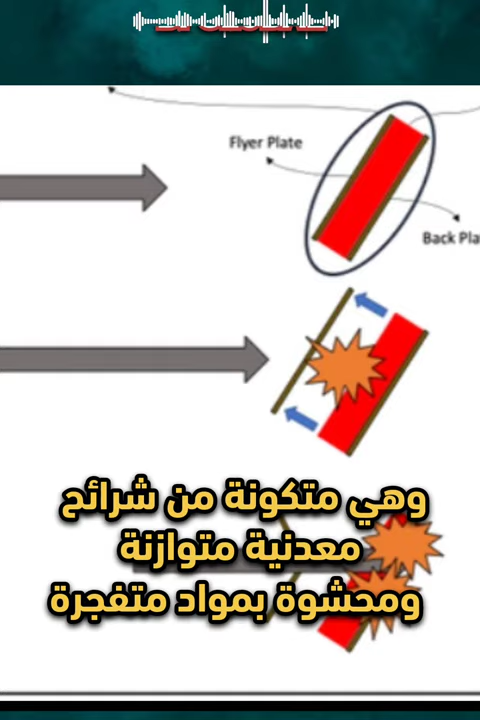 Flyer Plate
Back Pla
وهي متكونة من شرائح
معدنية متوازنة
ومحشوة بمواد متفجرة